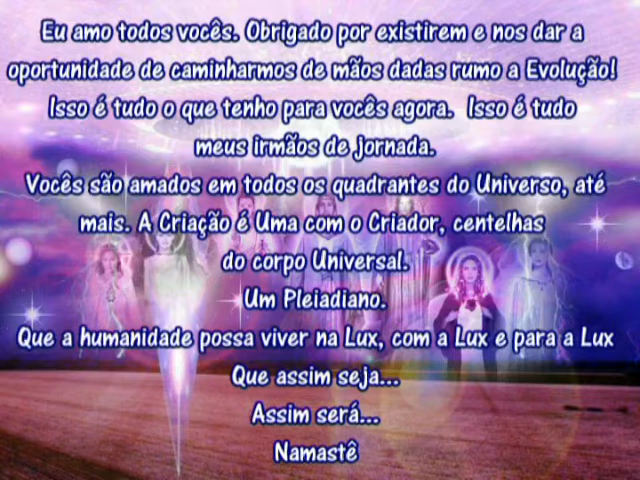 Eu amo todos vocês. Obrigado por existirem e nos dar a
oportunidade de caminharmos de mãos dadas rumo a Evolução!
Isso é tudo o que tenho para vocês agora. Isso é tudo
meus irmãos de jornada.
Vocês são amados em todos os quadrantes do Universo, até
mais. A Criação é Uma com o Criador, centelhas
do corpo Universal.
Um Pleiadiano.
Que a humanidade possa viver na Lux, com a Lux e para a Lux
Que assim seja...
Assim será...
Namastê